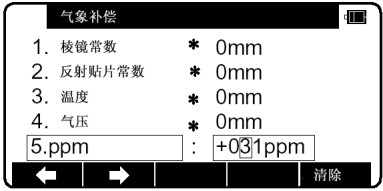 气象补偿
1. 棱镜常数 * 0mm
2. 反射贴片常数 * 0mm
3. 温度 * 0mm
4. 气压 * 0mm
5.ppm : +031ppm
清除